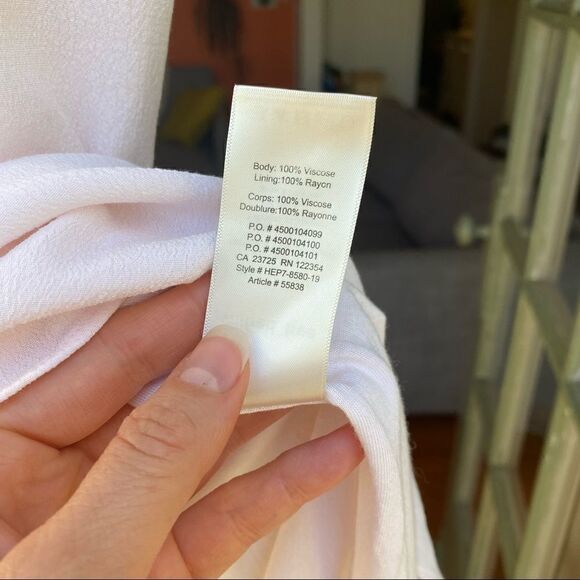 Body: 100% Viscose
Lining:100% Rayon
Corps: 100% Viscose
Doublure:100% Rayonne
P.O. # 4500104099
P.O. # 4500104100
P.O. # 4500104101
CA 23725 RN 122354
Style # HEP7-8580-19
Article # 55838